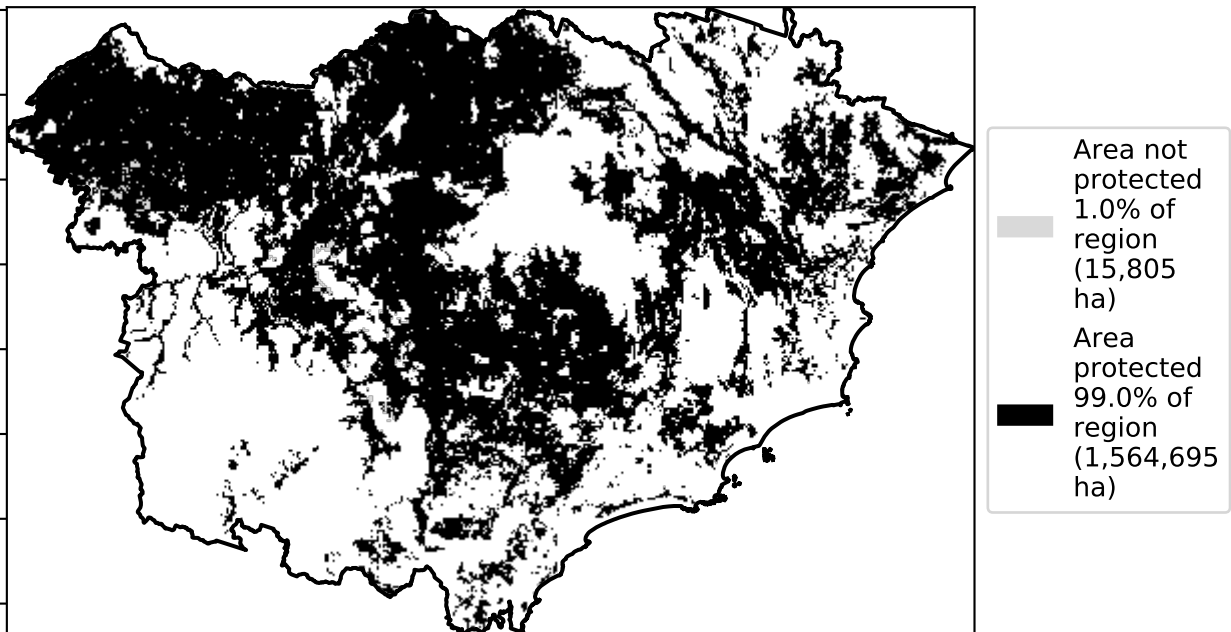 Area not
protected
1.0% of
region
(15,805
ha)
Area
protected
99.0% of
region
(1,564,695
ha)